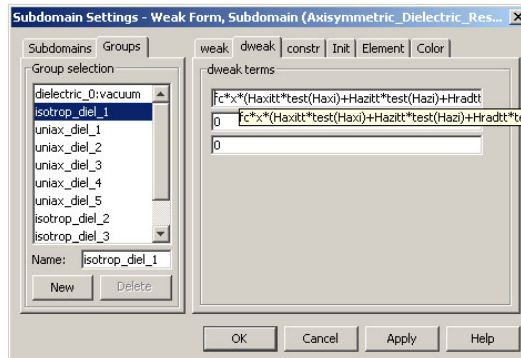 Subdomain Settings - Weak Form, Subdomain (Axisymmetric_Dielectric_Res...
Subdomains Groups
Group selection
dielectric_0:vacuum
isotrop_diel_1
uniax_diel_1
uniax_diel_2
uniax_diel_3
uniax_diel_4
uniax_diel_5
isotrop_diel_2
isotrop_diel_3
Name: isotrop_diel_1
New Delete
weak dweak constr Init Element Color
dweak terms
fc*x*(Haxitt*test(Haxi)+Hazitt*test(Hazi)+Hradtt
0 fc*x*(Haxitt*test(Haxi)+Hazitt*test(Hazi)+Hradtt*te
0
OK Cancel Apply Help